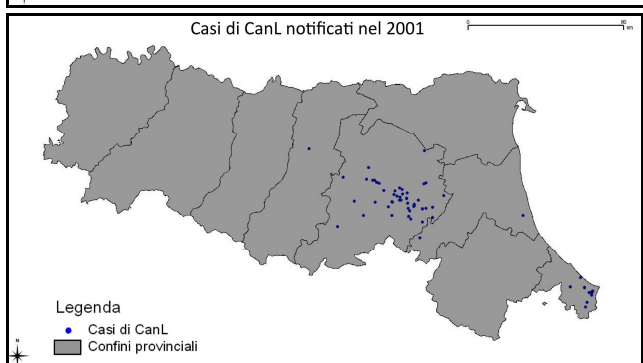 Casi di CanL notificati nel 2001
Legenda
Casi di CanL
Confini provinciali
N